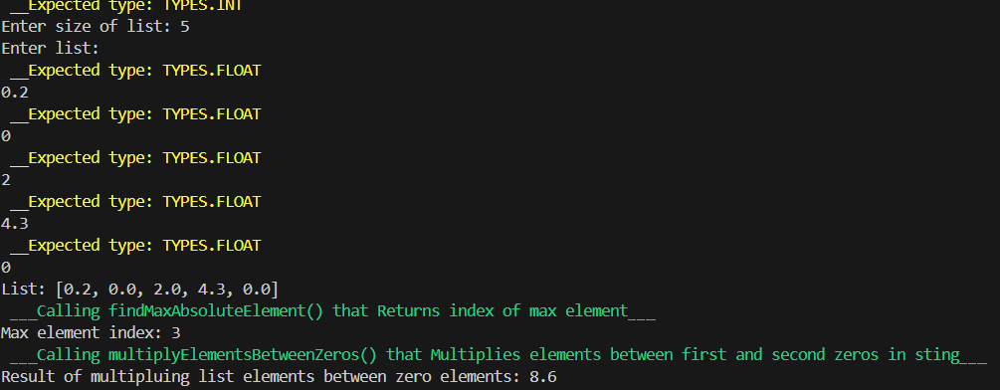 __Expected type: TYPES.INT
Enter size of list: 5
Enter list:
__Expected type: TYPES.FLOAT
0.2
__Expected type: TYPES.FLOAT
0
__Expected type: TYPES.FLOAT
2
__Expected type: TYPES.FLOAT
4.3
__Expected type: TYPES.FLOAT
0
List: [0.2, 0.0, 2.0, 4.3, 0.0]
___Calling findMaxAbsoluteElement() that Returns index of max element___
Max element index: 3
___Calling multiplyElementsBetweenZeros() that Multiplies elements between first and second zeros in sting___
Result of multipluing list elements between zero elements: 8.6